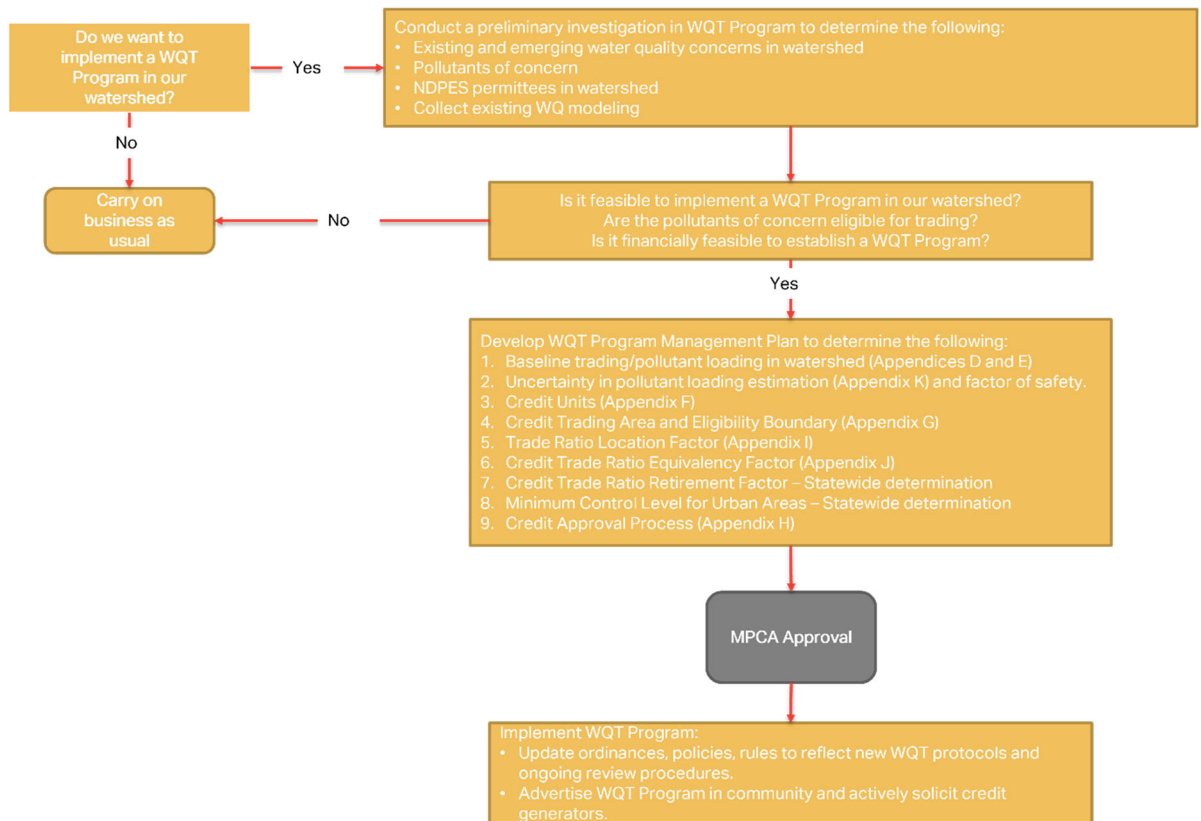 Do we want to
implement a WQT
Program in our
watershed?
Yes
Conduct a preliminary investigation in WQT Program to determine the following:
• Existing and emerging water quality concerns in watershed
• Pollutants of concern
• NDPES permittees in watershed
• Collect existing WQ modeling
No
Carry on
business as
usual
No
Is it feasible to implement a WQT Program in our watershed?
Are the pollutants of concern eligible for trading?
Is it financially feasible to establish a WQT Program?
Yes
Develop WQT Program Management Plan to determine the following:
1. Baseline trading/pollutant loading in watershed (Appendices D and E)
2. Uncertainty in pollutant loading estimation (Appendix K) and factor of safety.
3. Credit Units (Appendix F)
4. Credit Trading Area and Eligibility Boundary (Appendix G)
5. Trade Ratio Location Factor (Appendix I)
6. Credit Trade Ratio Equivalency Factor (Appendix J)
7. Credit Trade Ratio Retirement Factor – Statewide determination
8. Minimum Control Level for Urban Areas – Statewide determination
9. Credit Approval Process (Appendix H)
MPCA Approval
Implement WQT Program:
• Update ordinances, policies, rules to reflect new WQT protocols and
ongoing review procedures.
• Advertise WQT Program in community and actively solicit credit
generators.